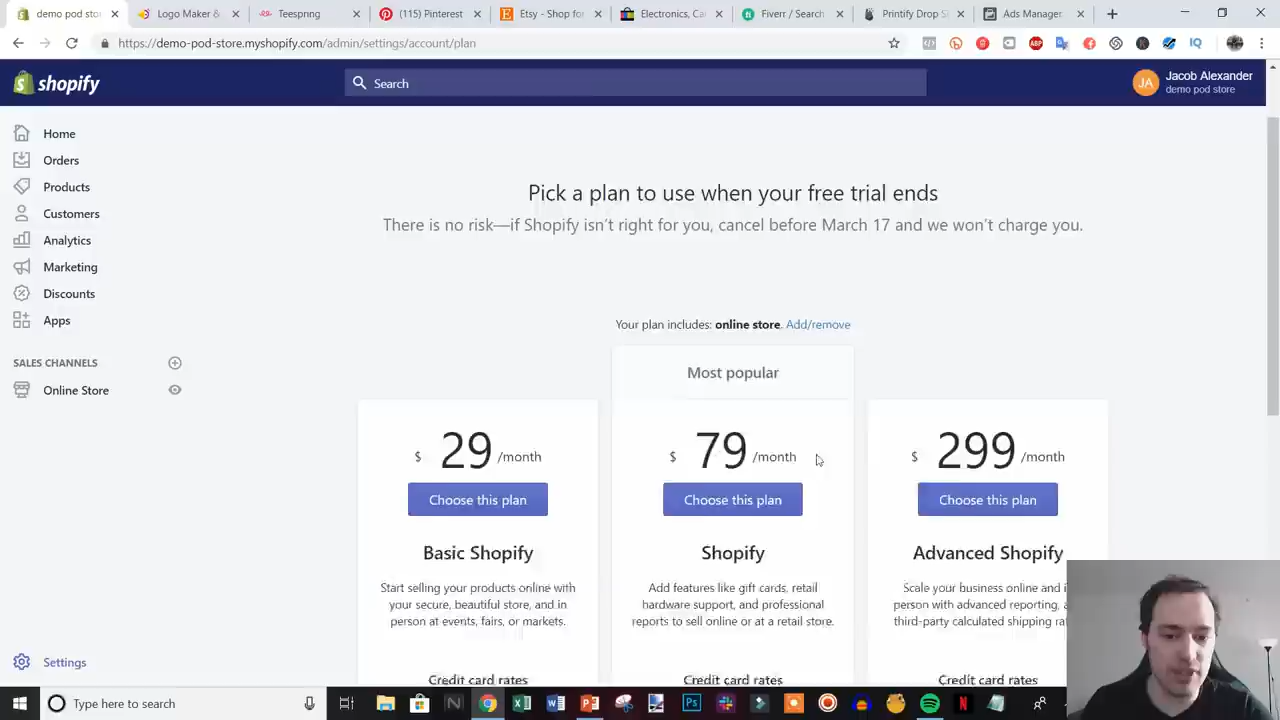 demo pod store
Logo Maker &
Teespring
(115) Pinterest
Etsy - Shop for
Electronics, Ca
Fiverr / Search
Printify Drop S
Ads Manager
https://demo-pod-store.myshopify.com/admin/settings/account/plan
ABP
IQ
shopify
Search
JA
Jacob Alexander
demo pod store
Home
Orders
Products
Customers
Analytics
Marketing
Discounts
Apps
SALES CHANNELS
Online Store
Settings
Pick a plan to use when your free trial ends
There is no risk—if Shopify isn't right for you, cancel before March 17 and we won't charge you.
Your plan includes: online store. Add/remove
Most popular
$ 29 /month
Choose this plan
Basic Shopify
Start selling your products online with
your secure, beautiful store, and in
person at events, fairs, or markets.
Credit card rates
$ 79 /month
Choose this plan
Shopify
Add features like gift cards, retail
hardware support, and professional
reports to sell online or at a retail store.
Credit card rates
$ 299 /month
Choose this plan
Advanced Shopify
Scale your business online and i
person with advanced reporting, a
third-party calculated shipping rat
Credit card rates
Type here to search